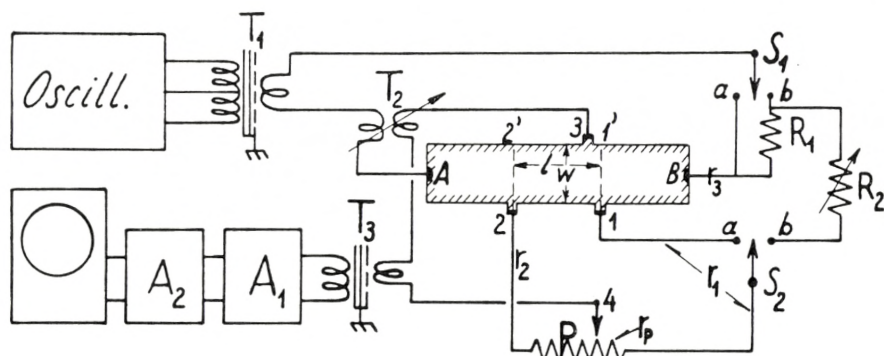 T1
Oscill.
T2
S1
a b
R1
R2
2' 3 1'
A l w B r3
2 1
a b
r1
S2
T3
A2 A1
r2
4
P rp